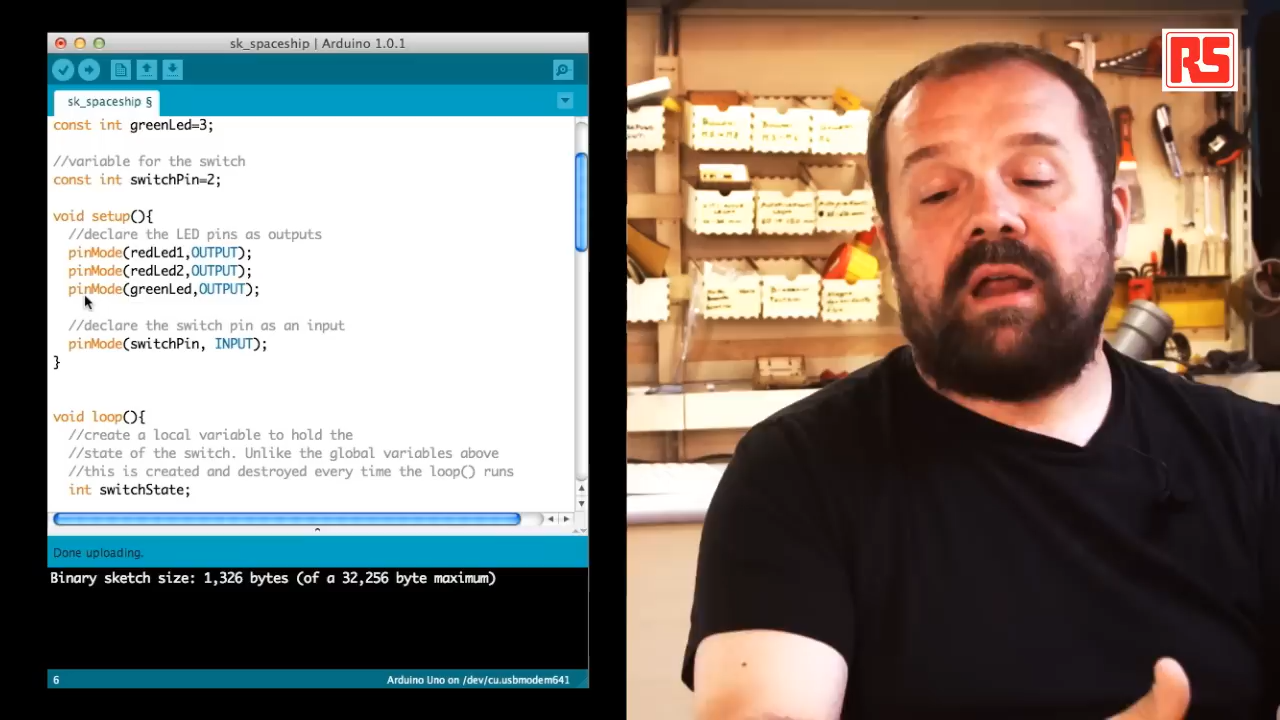 sk_spaceship | Arduino 1.0.1
sk_spaceship §
const int greenLed=3;
//variable for the switch
const int switchPin=2;
void setup(){
//declare the LED pins as outputs
pinMode(redLed1,OUTPUT);
pinMode(redLed2,OUTPUT);
pinMode(greenLed,OUTPUT);
//declare the switch pin as an input
pinMode(switchPin, INPUT);
}
void loop(){
//create a local variable to hold the
//state of the switch. Unlike the global variables above
//this is created and destroyed every time the loop() runs
int switchState;
Done uploading.
Binary sketch size: 1,326 bytes (of a 32,256 byte maximum)
6
Arduino Uno on /dev/cu.usbmodem641
RS